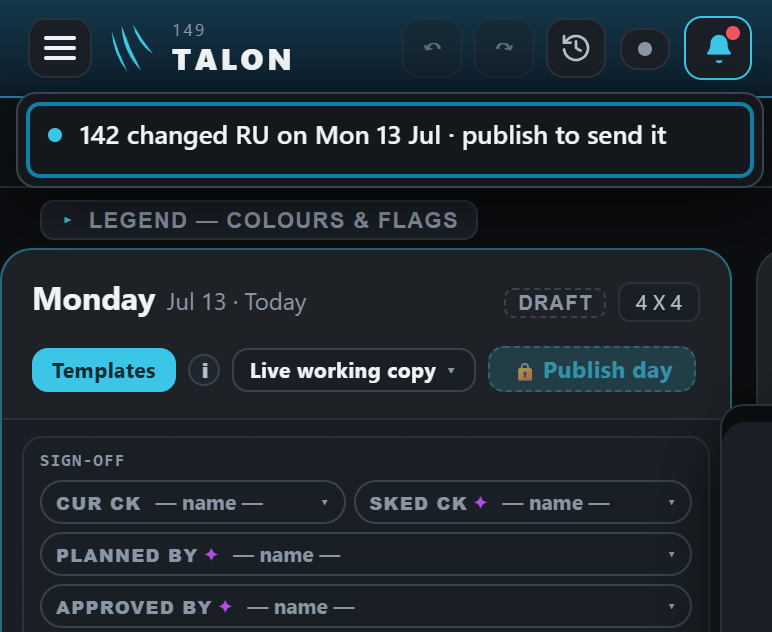 149
TALON
142 changed RU on Mon 13 Jul · publish to send it
▸ LEGEND — COLOURS & FLAGS
Monday Jul 13 · Today DRAFT 4 X 4
Templates i Live working copy ▾ 🔒 Publish day
SIGN-OFF
CUR CK — name — ▾ SKED CK ✦ — name — ▾
PLANNED BY ✦ — name — ▾
APPROVED BY ✦ — name — ▾